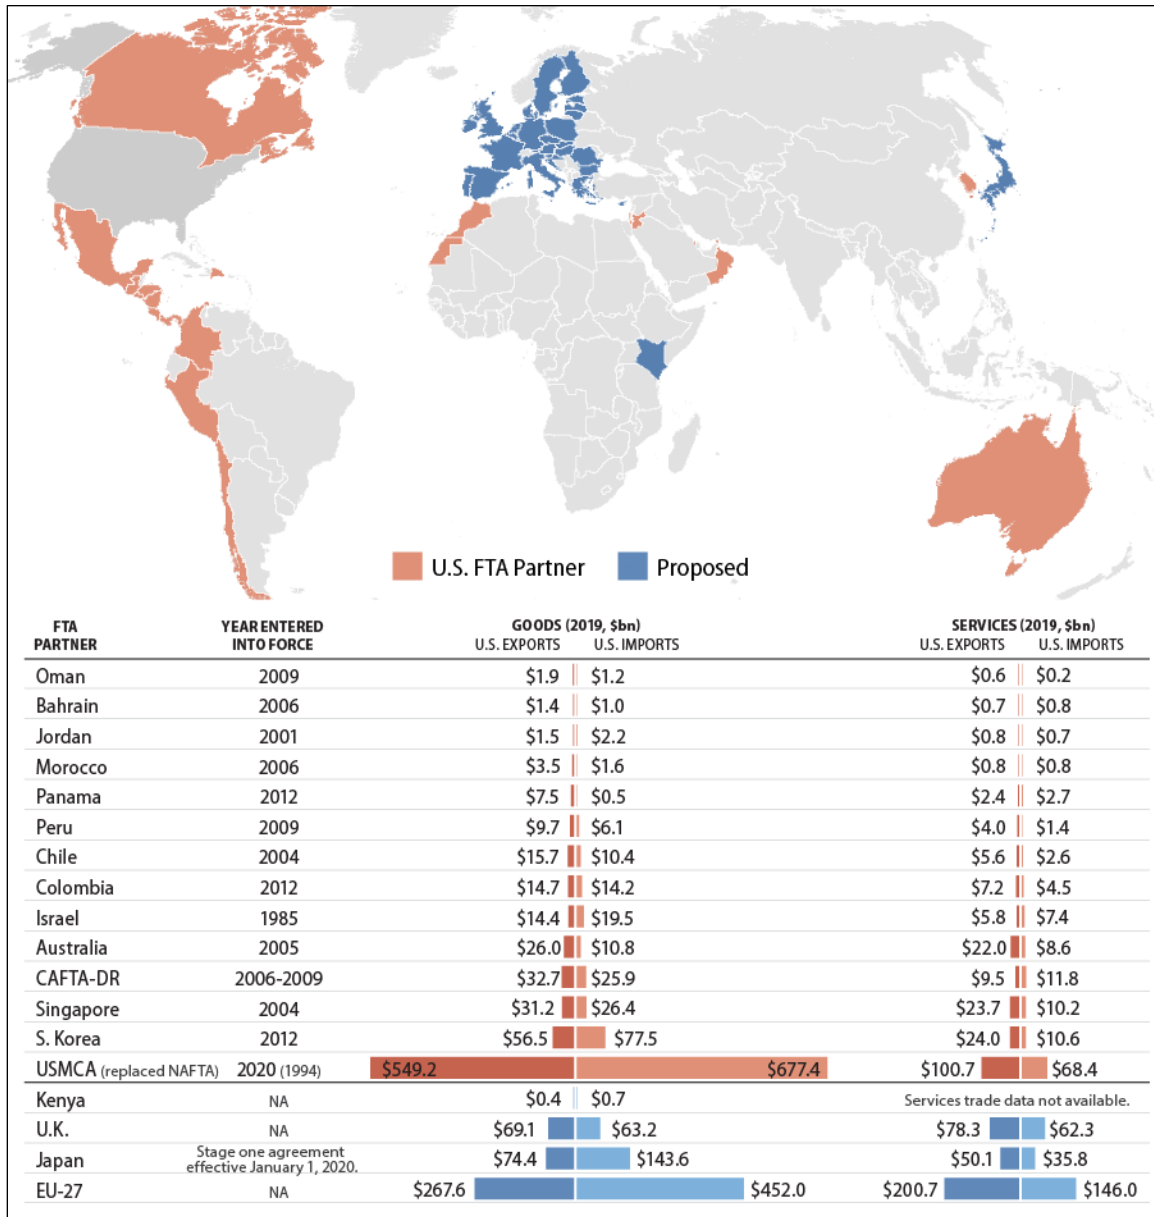 U.S. FTA Partner Proposed
FTA PARTNER YEAR ENTERED INTO FORCE GOODS (2019, $bn) U.S. EXPORTS U.S. IMPORTS SERVICES (2019, $bn) U.S. EXPORTS U.S. IMPORTS
Oman 2009 $1.9 $1.2 $0.6 $0.2
Bahrain 2006 $1.4 $1.0 $0.7 $0.8
Jordan 2001 $1.5 $2.2 $0.8 $0.7
Morocco 2006 $3.5 $1.6 $0.8 $0.8
Panama 2012 $7.5 $0.5 $2.4 $2.7
Peru 2009 $9.7 $6.1 $4.0 $1.4
Chile 2004 $15.7 $10.4 $5.6 $2.6
Colombia 2012 $14.7 $14.2 $7.2 $4.5
Israel 1985 $14.4 $19.5 $5.8 $7.4
Australia 2005 $26.0 $10.8 $22.0 $8.6
CAFTA-DR 2006-2009 $32.7 $25.9 $9.5 $11.8
Singapore 2004 $31.2 $26.4 $23.7 $10.2
S. Korea 2012 $56.5 $77.5 $24.0 $10.6
USMCA (replaced NAFTA) 2020 (1994) $549.2 $677.4 $100.7 $68.4
Kenya NA $0.4 $0.7 Services trade data not available.
U.K. NA $69.1 $63.2 $78.3 $62.3
Japan Stage one agreement effective January 1, 2020. $74.4 $143.6 $50.1 $35.8
EU-27 NA $267.6 $452.0 $200.7 $146.0